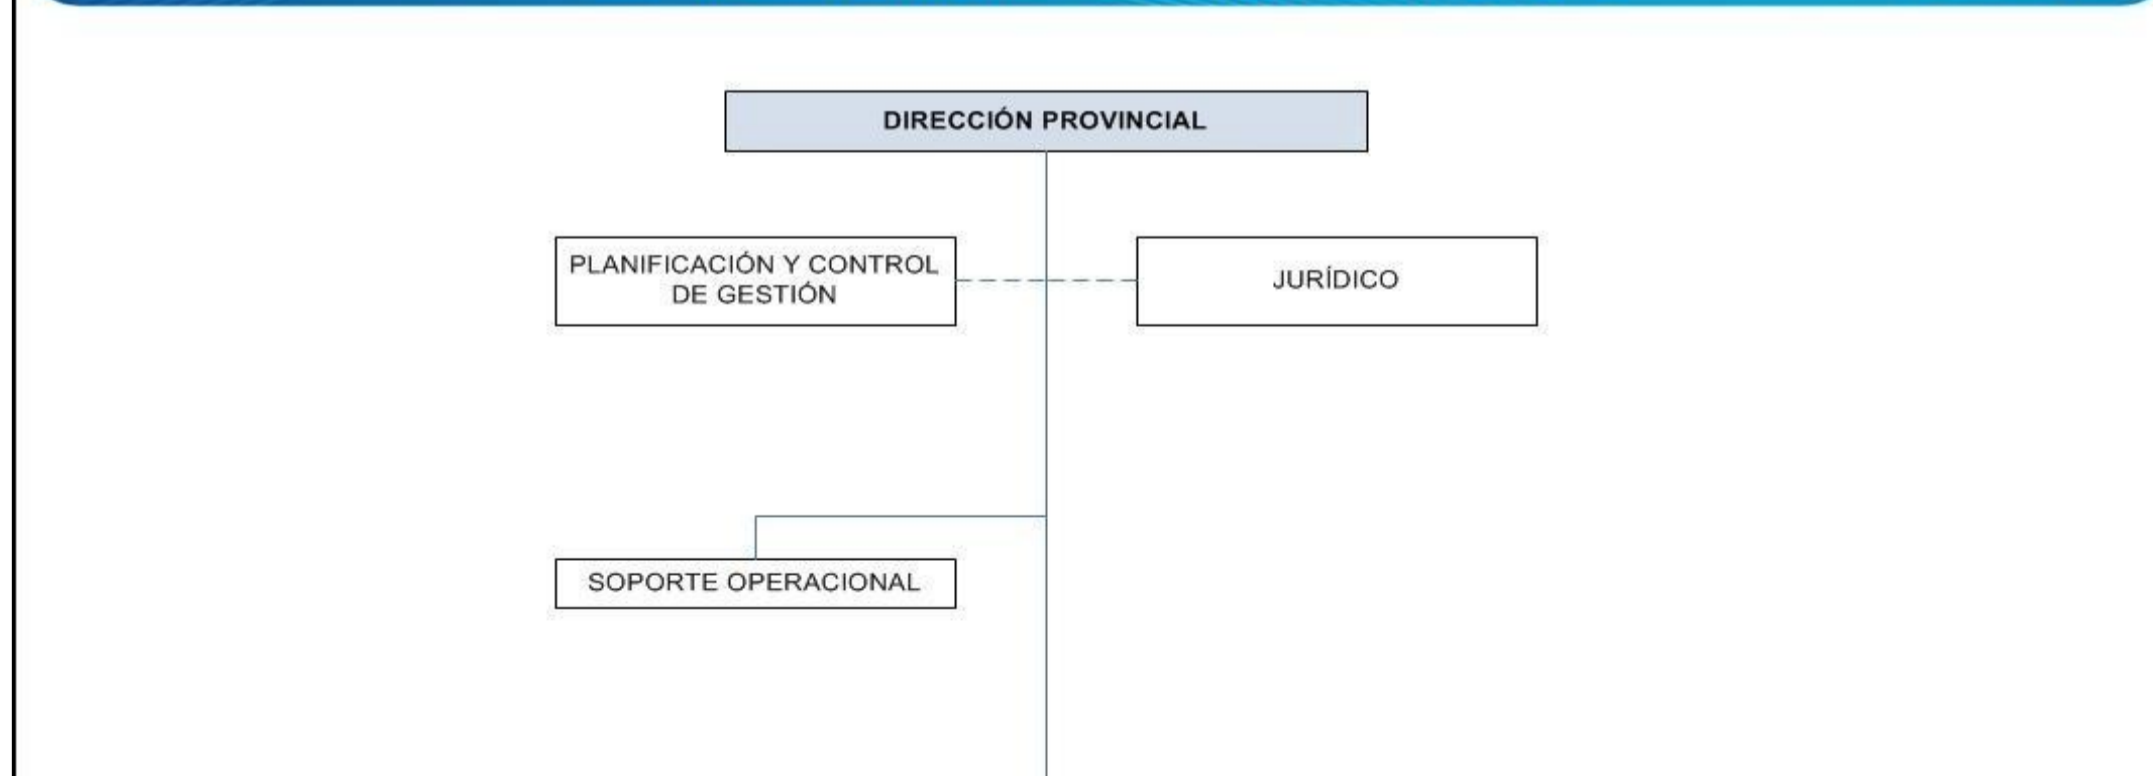 DIRECCIÓN PROVINCIAL
PLANIFICACIÓN Y CONTROL
DE GESTIÓN
JURÍDICO
SOPORTE OPERACIONAL